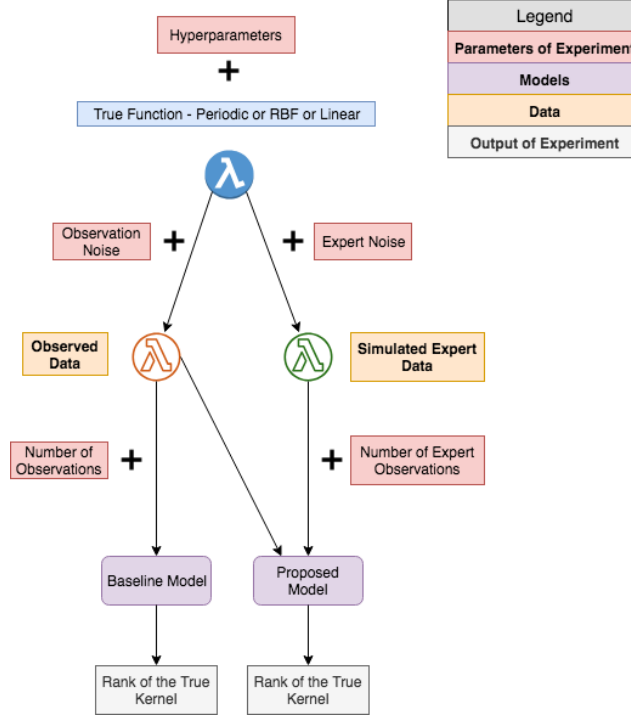 Legend
Hyperparameters
Parameters of Experiment
Models
True Function - Periodic or RBF or Linear
Data
Output of Experiment
Observation
Noise
Expert Noise
Observed
Data
Simulated Expert
Data
Number of
Observations
Number of Expert
Observations
Baseline Model
Proposed
Model
Rank of the True
Kernel
Rank of the True
Kernel